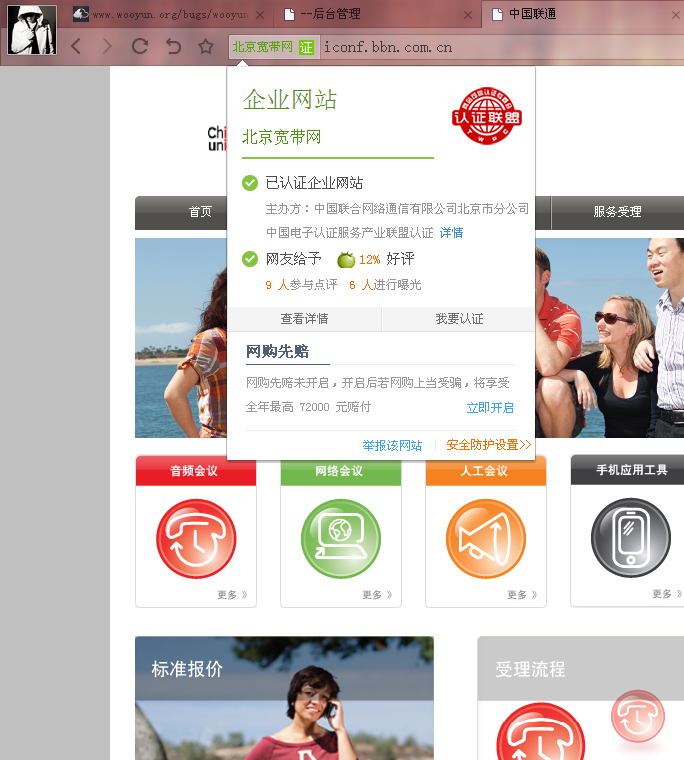 www.wooyun.org/bugs/wooyun
--后台管理
中国联通
北京宽带网 证 iconf.bbn.com.cn
企业网站
北京宽带网
认证联盟
TWPC
Chi
uni
已认证企业网站
主办方：中国联合网络通信有限公司北京市分公司
中国电子认证服务产业联盟认证 详情
网友给予 12% 好评
9 人参与点评 6 人进行曝光
查看详情 我要认证
首页 服务受理
网购先赔
网购先赔未开启，开启后若网购上当受骗，将享受
全年最高 72000 元赔付 立即开启
举报该网站 安全防护设置>>
音频会议 网络会议 人工会议 手机应用工具
更多 》 更多 》 更多 》 更多 》
标准报价 受理流程